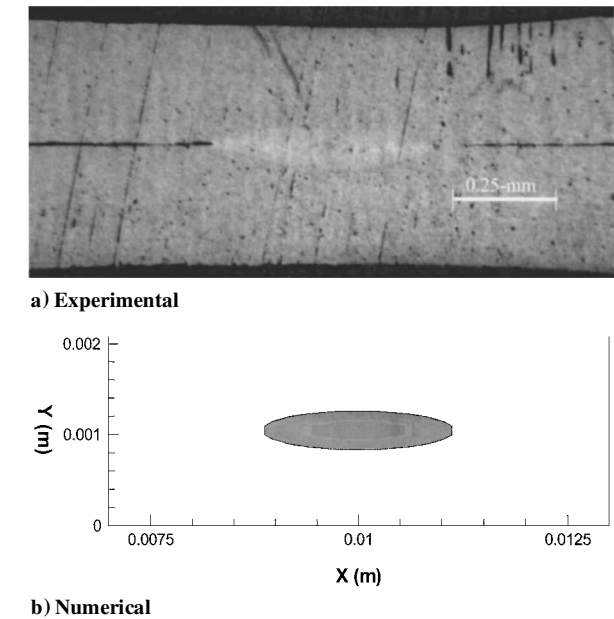 0.25-mm
a) Experimental
0.002
0.001
0
Y (m)
0.0075 0.01 0.0125
X (m)
b) Numerical